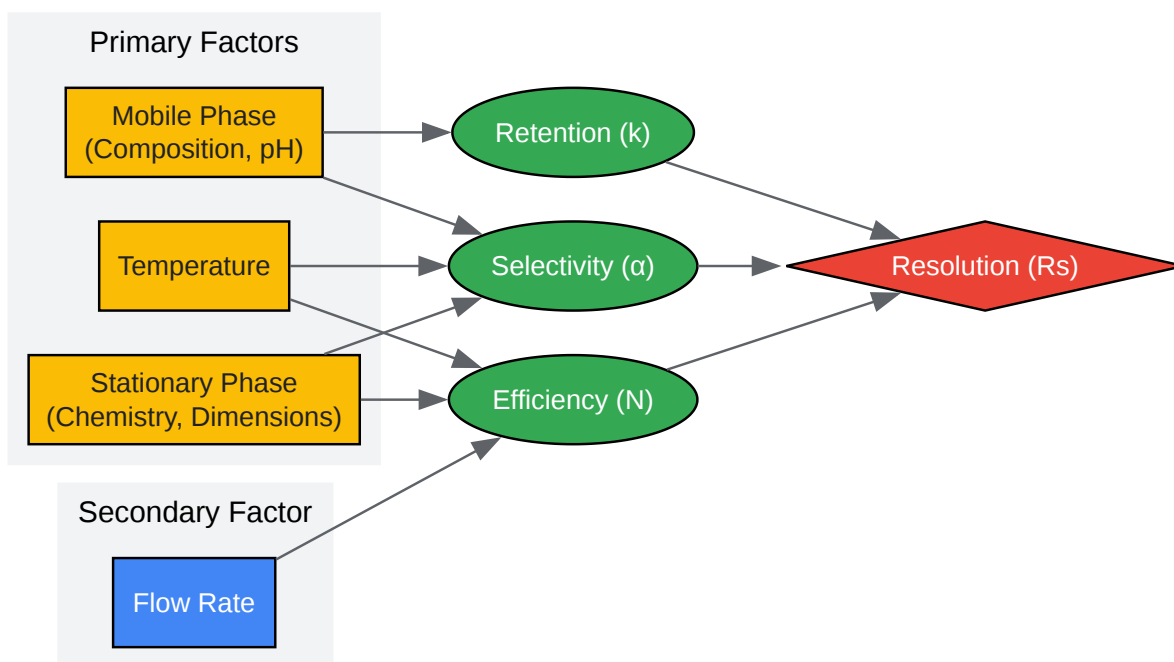 Primary Factors
Mobile Phase
(Composition, pH)
Retention (k)
Temperature
Selectivity (α)
Resolution (Rs)
Stationary Phase
(Chemistry, Dimensions)
Efficiency (N)
Secondary Factor
Flow Rate